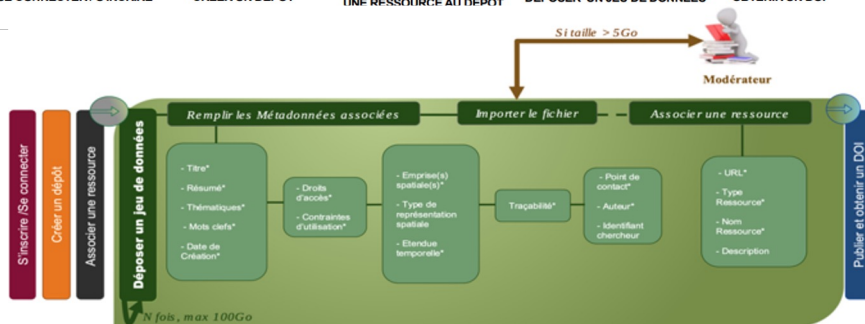 UNE RESSOURCE AU DÉPOT
Si taille > 5Go
Modérateur
S'inscrire /Se connecter
Créer un dépôt
Associer une ressource
Déposer un jeu de données
Remplir les Métadonnées associées
Importer le fichier
Associer une ressource
- Titre*
- Résumé*
- Thématiques*
- Mots clefs*
- Date de
Création*
- Droits
d'accès*
- Contraintes
d'utilisation*
- Emprise(s)
spatiale(s)*
- Type de
représentation
spatiale
- Etendue
temporelle*
Traçabilité*
- Point de
contact*
- Auteur*
- Identifiant
chercheur
- URL*
- Type
Ressource*
- Nom
Ressource*
- Description
Publier et obtenir un DOI
N fois, max 100Go